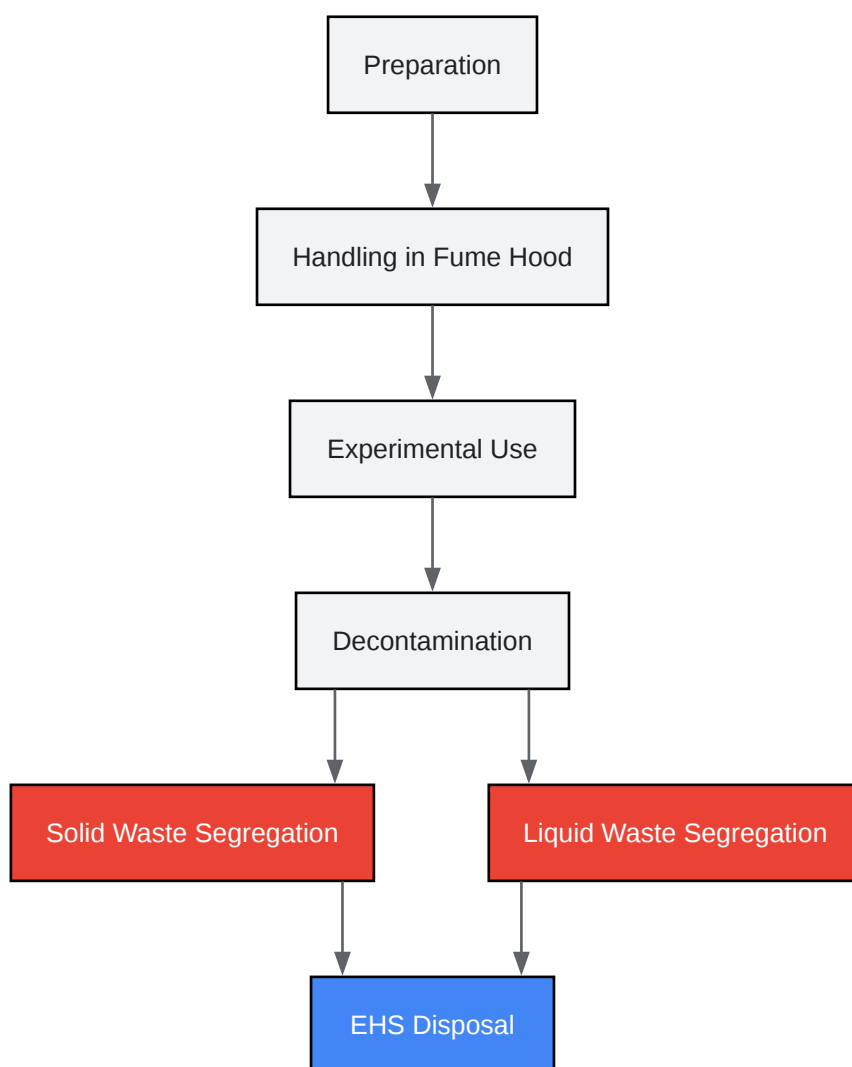 Preparation
Handling in Fume Hood
Experimental Use
Decontamination
Solid Waste Segregation
Liquid Waste Segregation
EHS Disposal